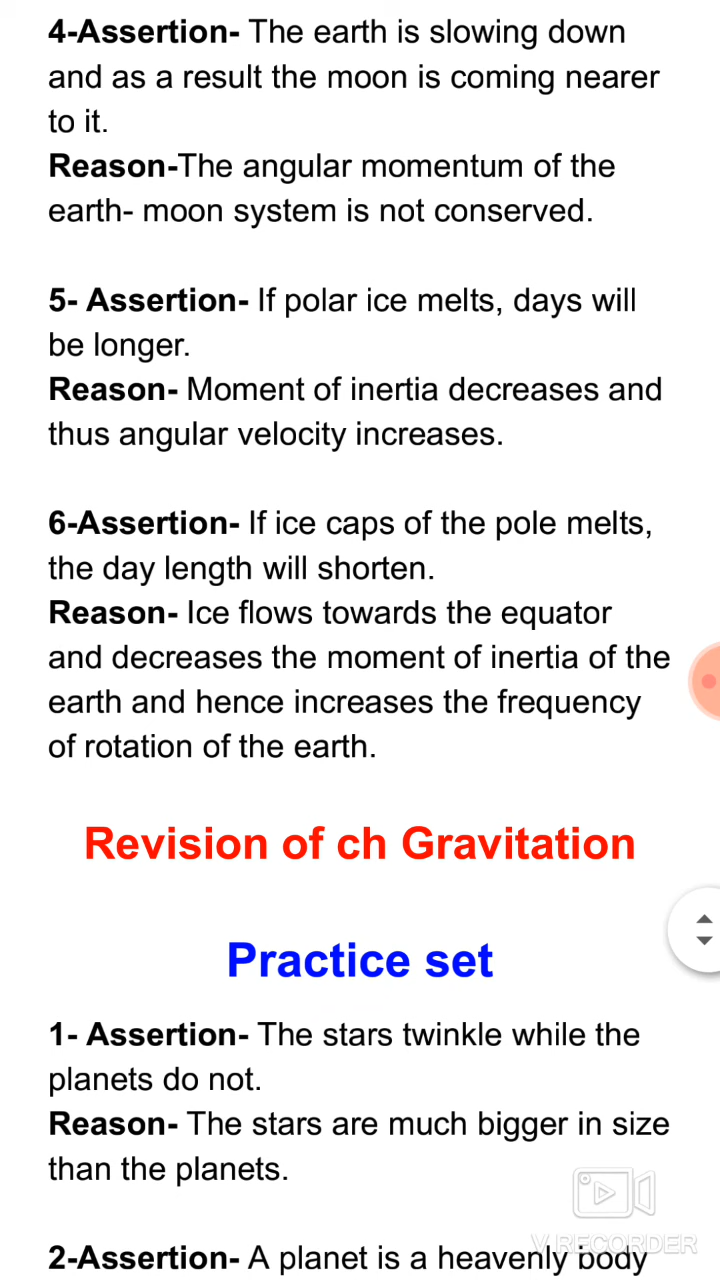 4-Assertion- The earth is slowing down
and as a result the moon is coming nearer
to it.
Reason-The angular momentum of the
earth- moon system is not conserved.
5- Assertion- If polar ice melts, days will
be longer.
Reason- Moment of inertia decreases and
thus angular velocity increases.
6-Assertion- If ice caps of the pole melts,
the day length will shorten.
Reason- Ice flows towards the equator
and decreases the moment of inertia of the
earth and hence increases the frequency
of rotation of the earth.
Revision of ch Gravitation
Practice set
1- Assertion- The stars twinkle while the
planets do not.
Reason- The stars are much bigger in size
than the planets.
2-Assertion- A planet is a heavenly body
V RECORDER